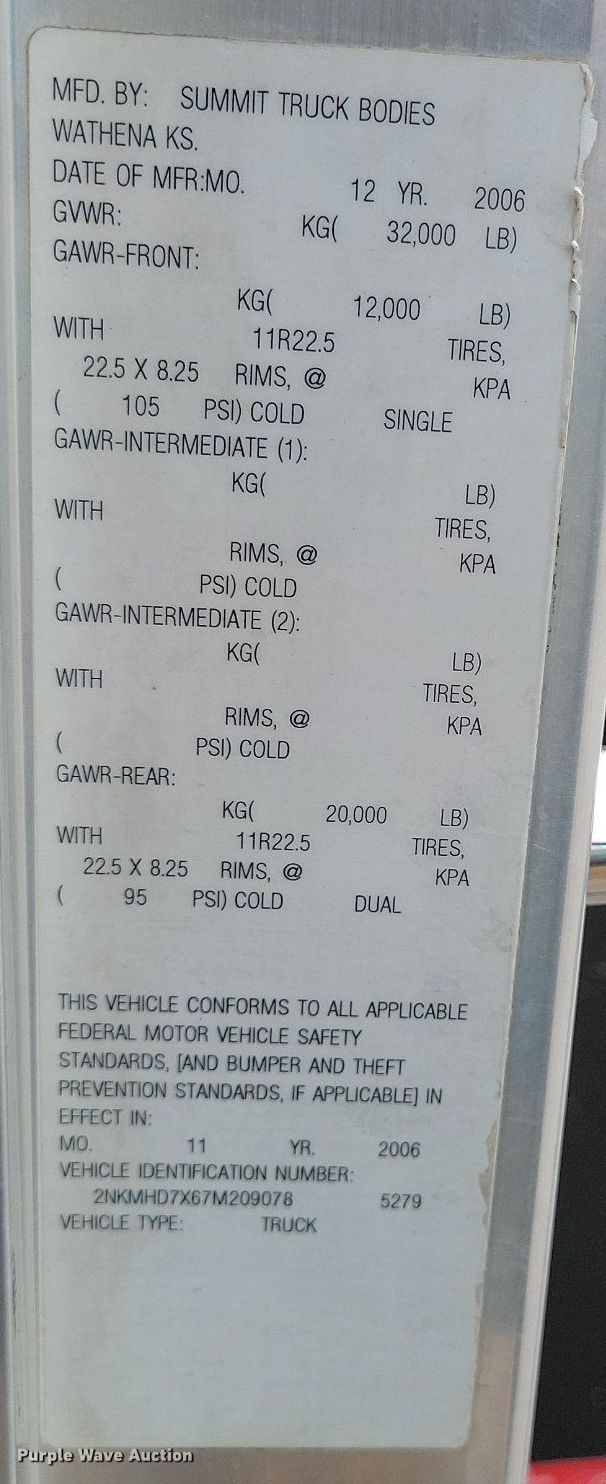 MFD. BY: SUMMIT TRUCK BODIES
WATHENA KS.
DATE OF MFR:MO. 12 YR. 2006
GVWR: KG( 32,000 LB)
GAWR-FRONT:
KG( 12,000 LB)
WITH 11R22.5 TIRES,
22.5 X 8.25 RIMS, @ KPA
( 105 PSI) COLD SINGLE
GAWR-INTERMEDIATE (1):
KG( LB)
WITH TIRES,
RIMS, @ KPA
( PSI) COLD
GAWR-INTERMEDIATE (2):
KG( LB)
WITH TIRES,
RIMS, @ KPA
( PSI) COLD
GAWR-REAR:
KG( 20,000 LB)
WITH 11R22.5 TIRES,
22.5 X 8.25 RIMS, @ KPA
( 95 PSI) COLD DUAL
THIS VEHICLE CONFORMS TO ALL APPLICABLE
FEDERAL MOTOR VEHICLE SAFETY
STANDARDS, [AND BUMPER AND THEFT
PREVENTION STANDARDS, IF APPLICABLE] IN
EFFECT IN:
MO. 11 YR. 2006
VEHICLE IDENTIFICATION NUMBER:
2NKMHD7X67M209078 5279
VEHICLE TYPE: TRUCK
Purple Wave Auction